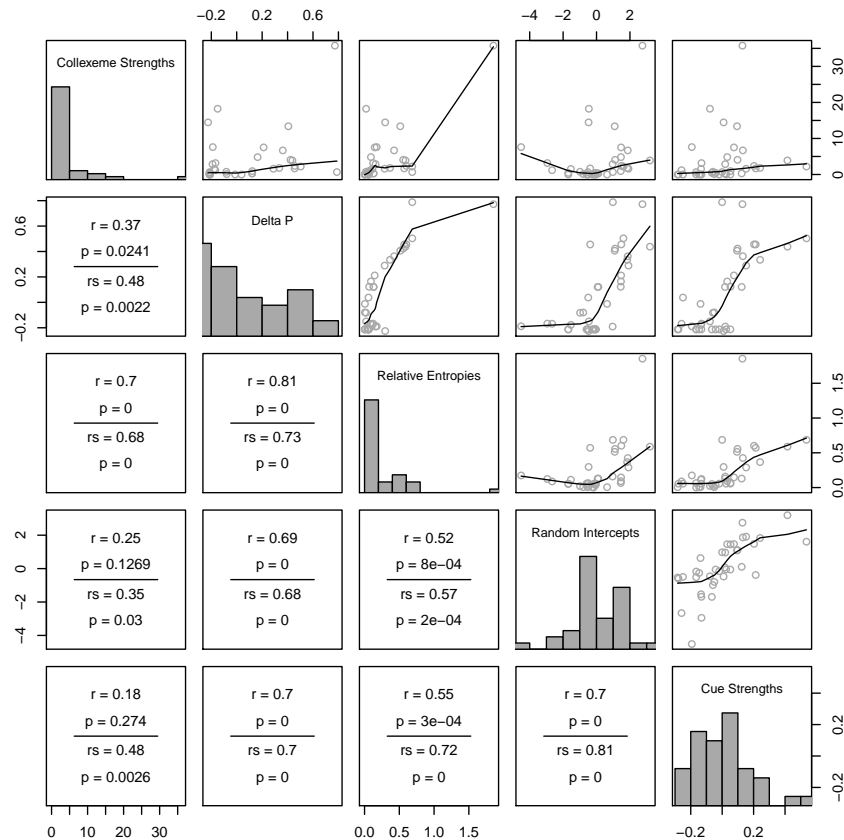 −0.2 0.2 0.6 −4 −2 0 2
Collexeme Strengths
0 10 20 30
−0.2 0.2 0.6
r = 0.37
p = 0.0241
rs = 0.48
p = 0.0022
Delta P
r = 0.7
p = 0
rs = 0.68
p = 0
r = 0.81
p = 0
rs = 0.73
p = 0
Relative Entropies
0.0 0.5 1.0 1.5
−4 −2 0 2
r = 0.25
p = 0.1269
rs = 0.35
p = 0.03
r = 0.69
p = 0
rs = 0.68
p = 0
r = 0.52
p = 8e−04
rs = 0.57
p = 2e−04
Random Intercepts
r = 0.18
p = 0.274
rs = 0.48
p = 0.0026
r = 0.7
p = 0
rs = 0.7
p = 0
r = 0.55
p = 3e−04
rs = 0.72
p = 0
r = 0.7
p = 0
rs = 0.81
p = 0
Cue Strengths
−0.2 0.2
0 10 20 30 0.0 0.5 1.0 1.5 −0.2 0.2